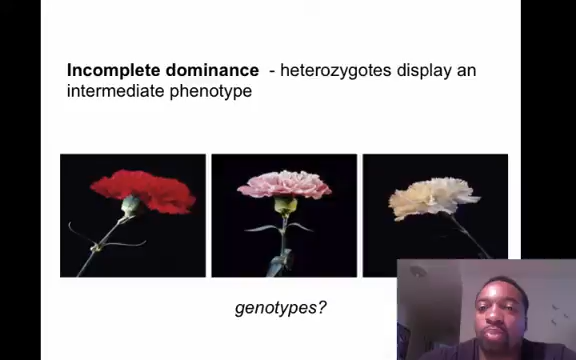 Incomplete dominance - heterozygotes display an
intermediate phenotype
genotypes?